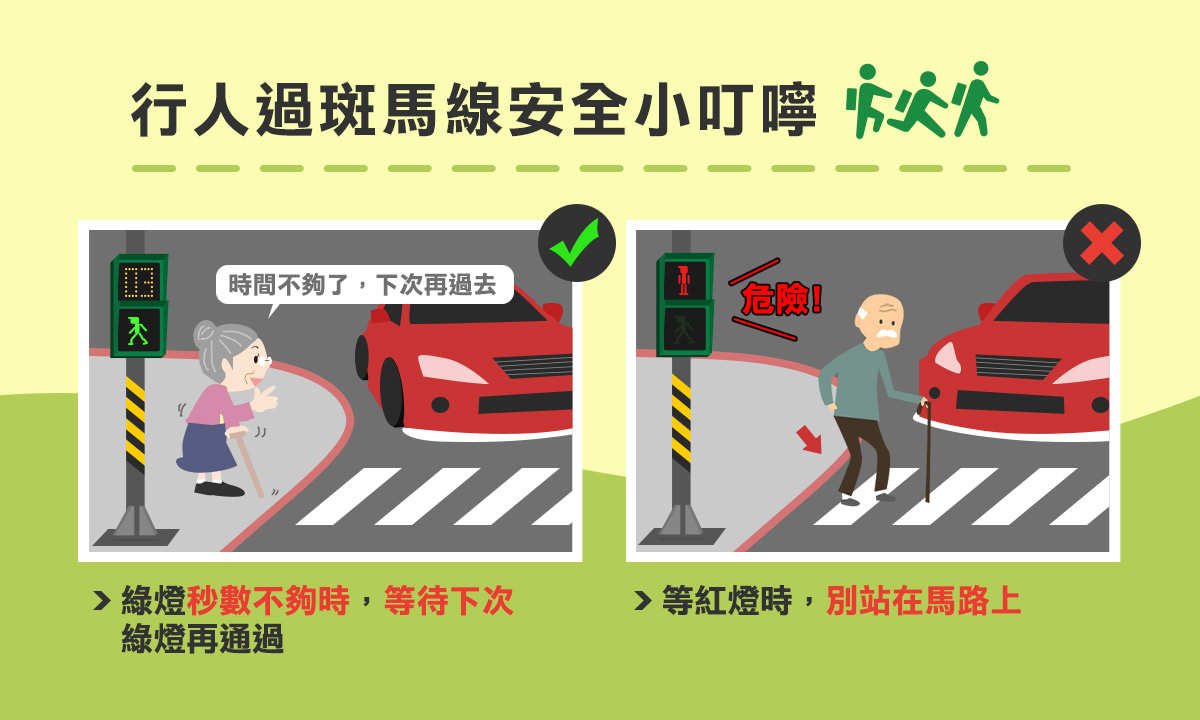 行人過斑馬線安全小叮嚀
時間不夠了,下次再過去
危險!
綠燈秒數不夠時,等待下次
綠燈再通過
等紅燈時,別站在馬路上